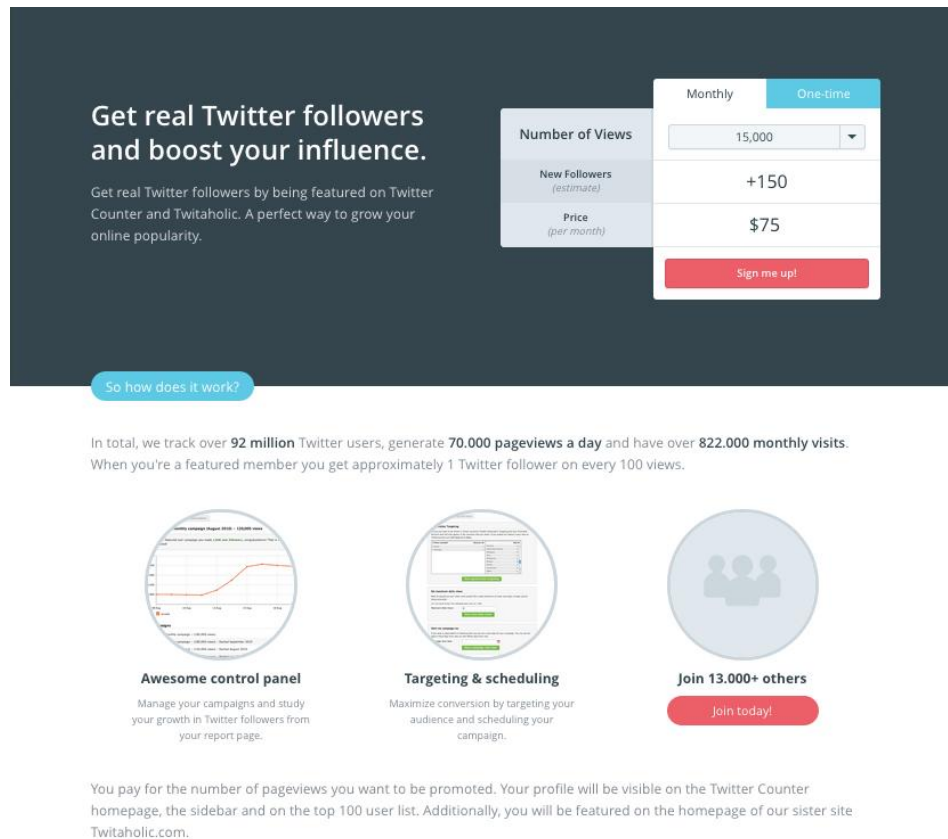 Get real Twitter followers
and boost your influence.
Get real Twitter followers by being featured on Twitter
Counter and Twitaholic. A perfect way to grow your
online popularity.
Monthly
One-time
Number of Views
15,000
New Followers
(estimate)
+150
Price
(per month)
$75
Sign me up!
So how does it work?
In total, we track over 92 million Twitter users, generate 70.000 pageviews a day and have over 822.000 monthly visits.
When you're a featured member you get approximately 1 Twitter follower on every 100 views.
Awesome control panel
Manage your campaigns and study
your growth in Twitter followers from
your report page.
Targeting & scheduling
Maximize conversion by targeting your
audience and scheduling your
campaign.
Join 13.000+ others
Join today!
You pay for the number of pageviews you want to be promoted. Your profile will be visible on the Twitter Counter
homepage, the sidebar and on the top 100 user list. Additionally, you will be featured on the homepage of our sister site
Twitaholic.com.